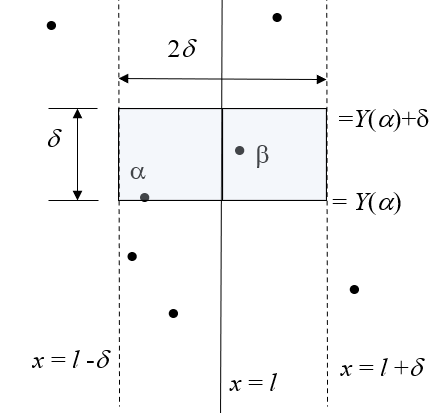 2δ
=Y(α)+δ
δ
α
β
= Y(α)
x = l -δ
x = l
x = l +δ